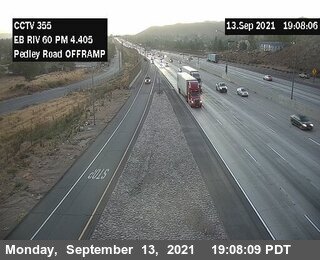 CCTV 355
EB RIV 60 PM 4.405
Pedley Road OFFRAMP
13.Sep 2021 19:08:06
STOP
Monday, September 13, 2021 19:08:09 PDT